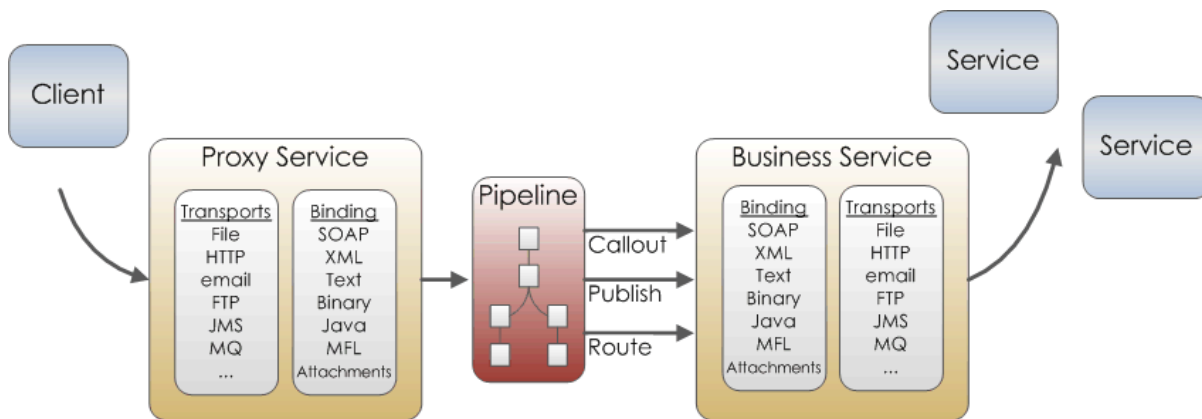 Client
Proxy Service
Transports
File
HTTP
email
FTP
JMS
MQ
...
Binding
SOAP
XML
Text
Binary
Java
MFL
Attachments
Pipeline
Callout
Publish
Route
Business Service
Binding
SOAP
XML
Text
Binary
Java
MFL
Attachments
Transports
File
HTTP
email
FTP
JMS
MQ
...
Service
Service